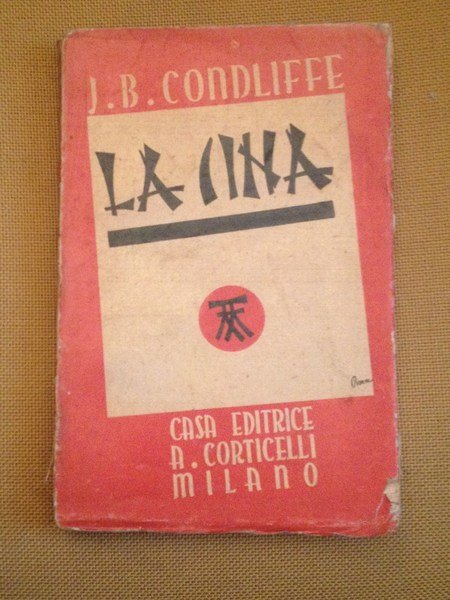 J. B. CONDLIFFE
LA CINA
CASA EDITRICE
A. CORTICELLI
MILANO